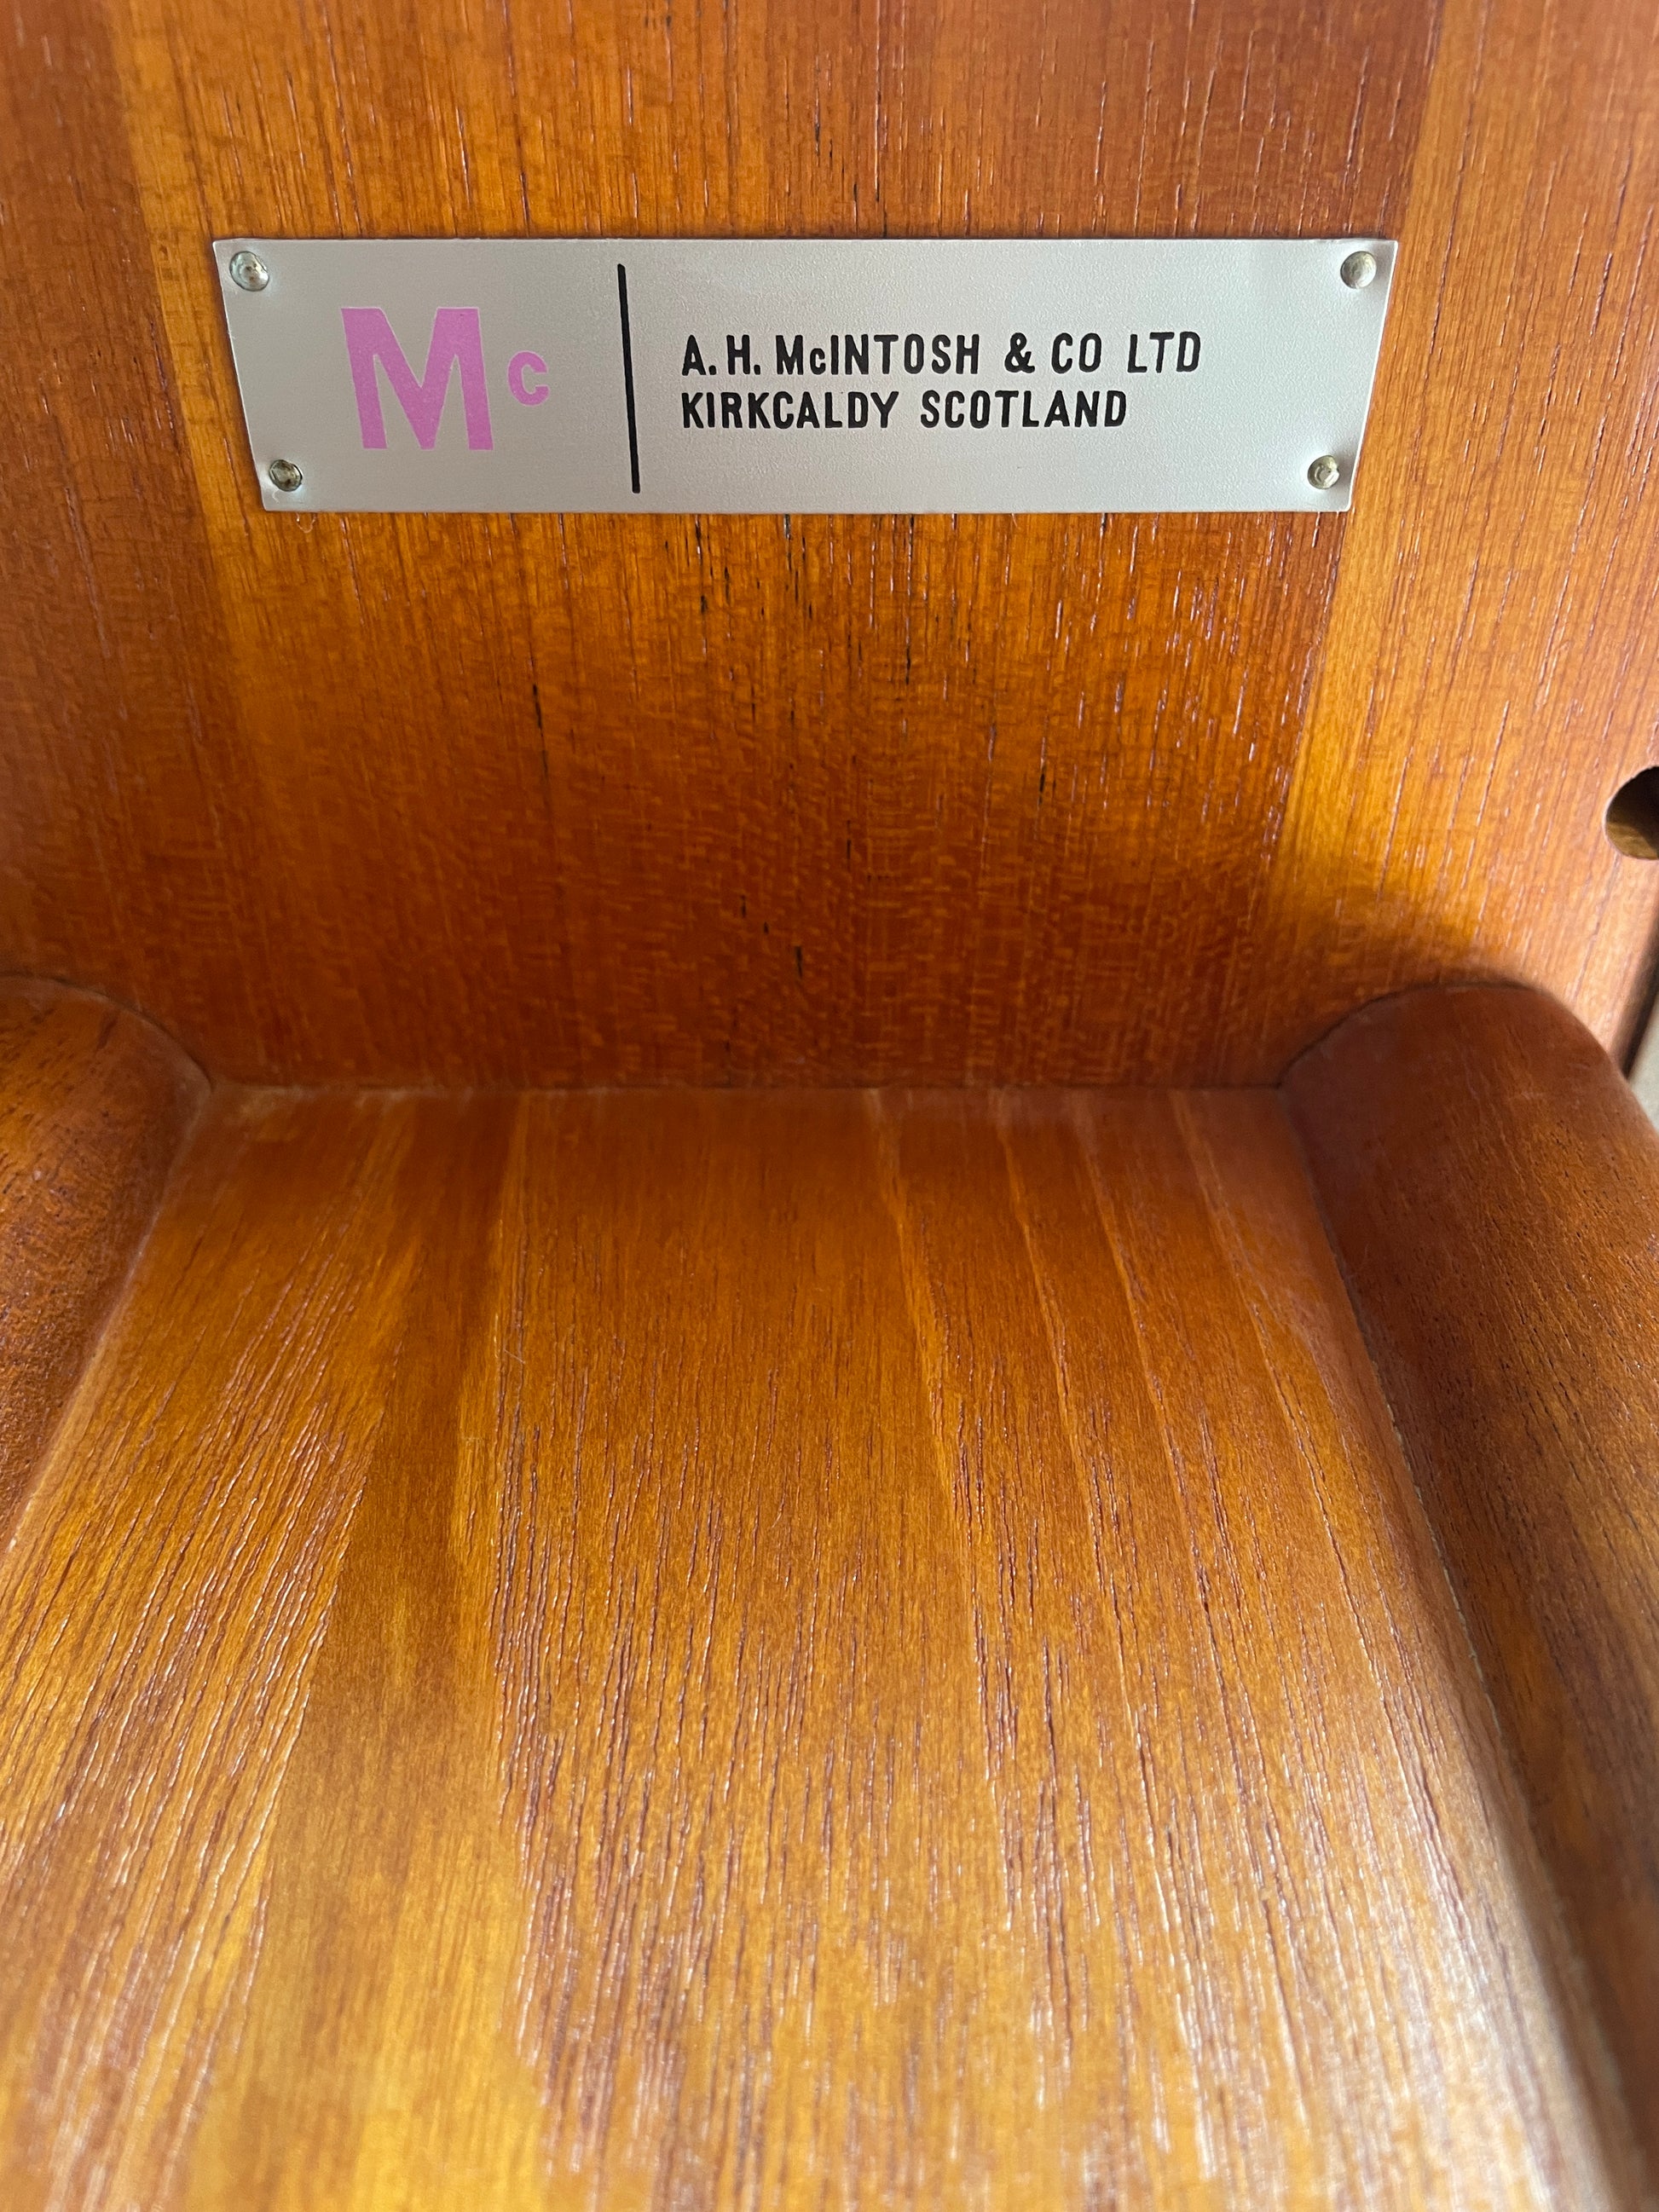 Mc
A.H. McINTOSH & CO LTD
KIRKCALDY SCOTLAND